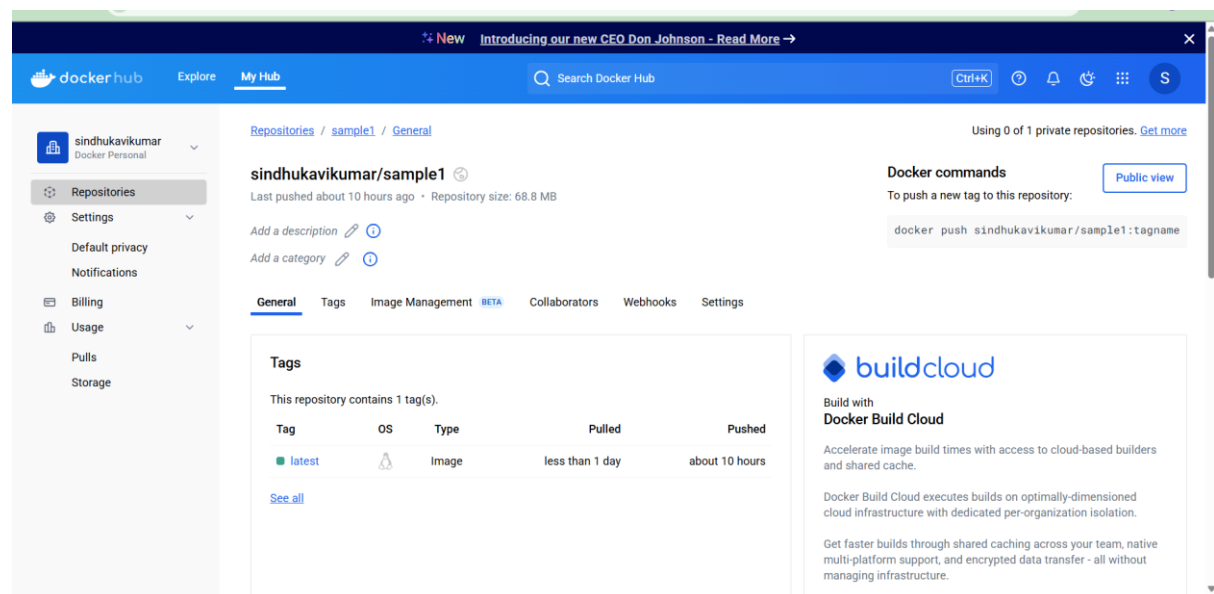 New Introducing our new CEO Don Johnson - Read More →
dockerhub Explore My Hub Search Docker Hub Ctrl+K S
sindhukavikumar
Docker Personal
Repositories
Settings
Default privacy
Notifications
Billing
Usage
Pulls
Storage
Repositories / sample1 / General
Using 0 of 1 private repositories. Get more
sindhukavikumar/sample1
Last pushed about 10 hours ago • Repository size: 68.8 MB
Add a description
Add a category
Docker commands
Public view
To push a new tag to this repository:
docker push sindhukavikumar/sample1:tagname
General Tags Image Management BETA Collaborators Webhooks Settings
Tags
This repository contains 1 tag(s).
Tag OS Type Pulled Pushed
latest Image less than 1 day about 10 hours
See all
buildcloud
Build with
Docker Build Cloud
Accelerate image build times with access to cloud-based builders
and shared cache.
Docker Build Cloud executes builds on optimally-dimensioned
cloud infrastructure with dedicated per-organization isolation.
Get faster builds through shared caching across your team, native
multi-platform support, and encrypted data transfer - all without
managing infrastructure.